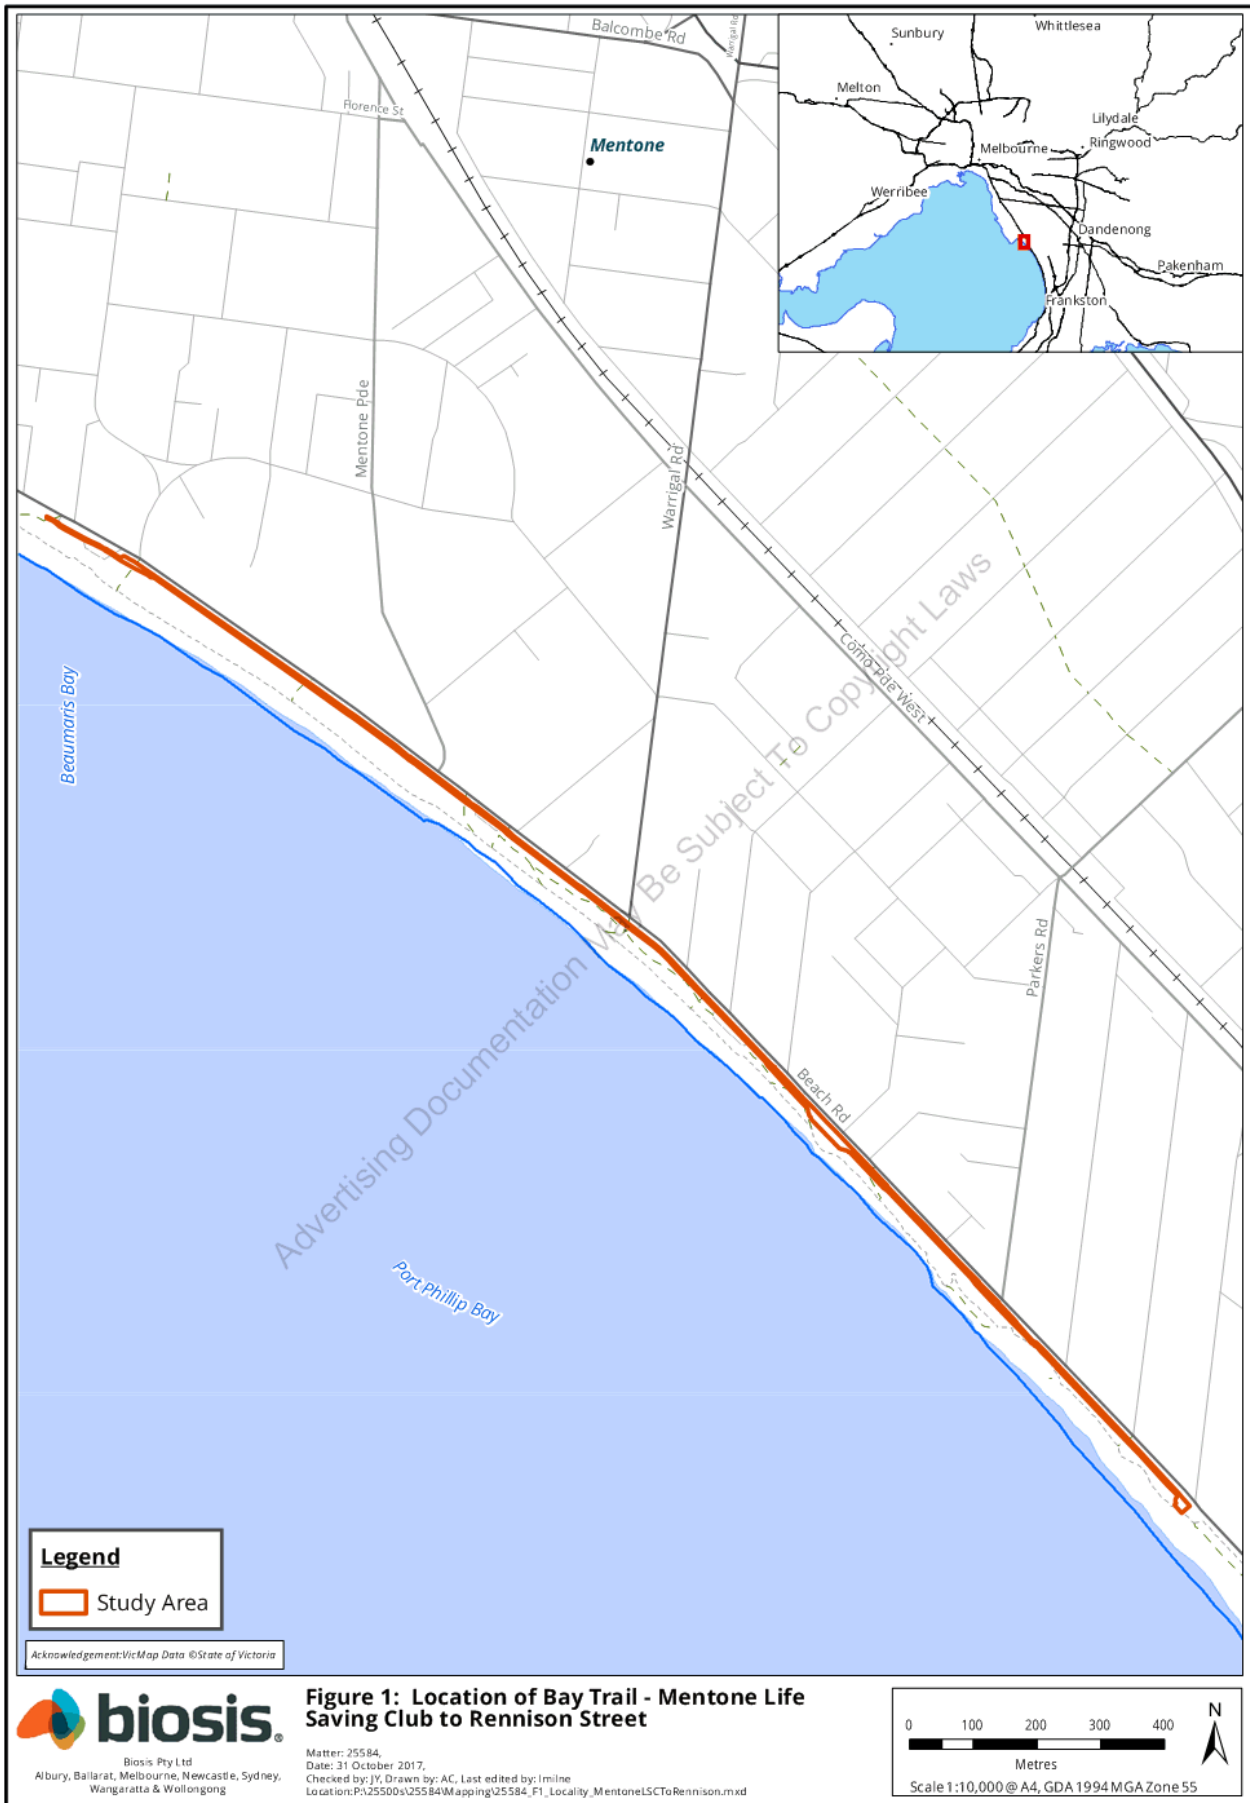 Balcombe Rd
Warrigal Rd
Florence St
Mentone
Sunbury
Whittlesea
Melton
Lilydale
Ringwood
Melbourne
Werribee
Dandenong
Pakenham
Frankston
Mentone Pde
Warrigal Rd
Como Pde West
Beaumaris Bay
Parkers Rd
Beach Rd
Port Phillip Bay
Advertising Documentation May Be Subject To Copyright Laws
Legend
Study Area
Acknowledgement:VicMap Data ©State of Victoria
biosis®
Biosis Pty Ltd
Albury, Ballarat, Melbourne, Newcastle, Sydney,
Wangaratta & Wollongong
Figure 1: Location of Bay Trail - Mentone Life
Saving Club to Rennison Street
Matter: 25584,
Date: 31 October 2017,
Checked by: JY, Drawn by: AC, Last edited by: lmilne
Location:P:\25500s\25584\Mapping\25584_F1_Locality_MentoneLSCToRennison.mxd
0 100 200 300 400
Metres
N
Scale 1:10,000 @ A4, GDA 1994 MGA Zone 55